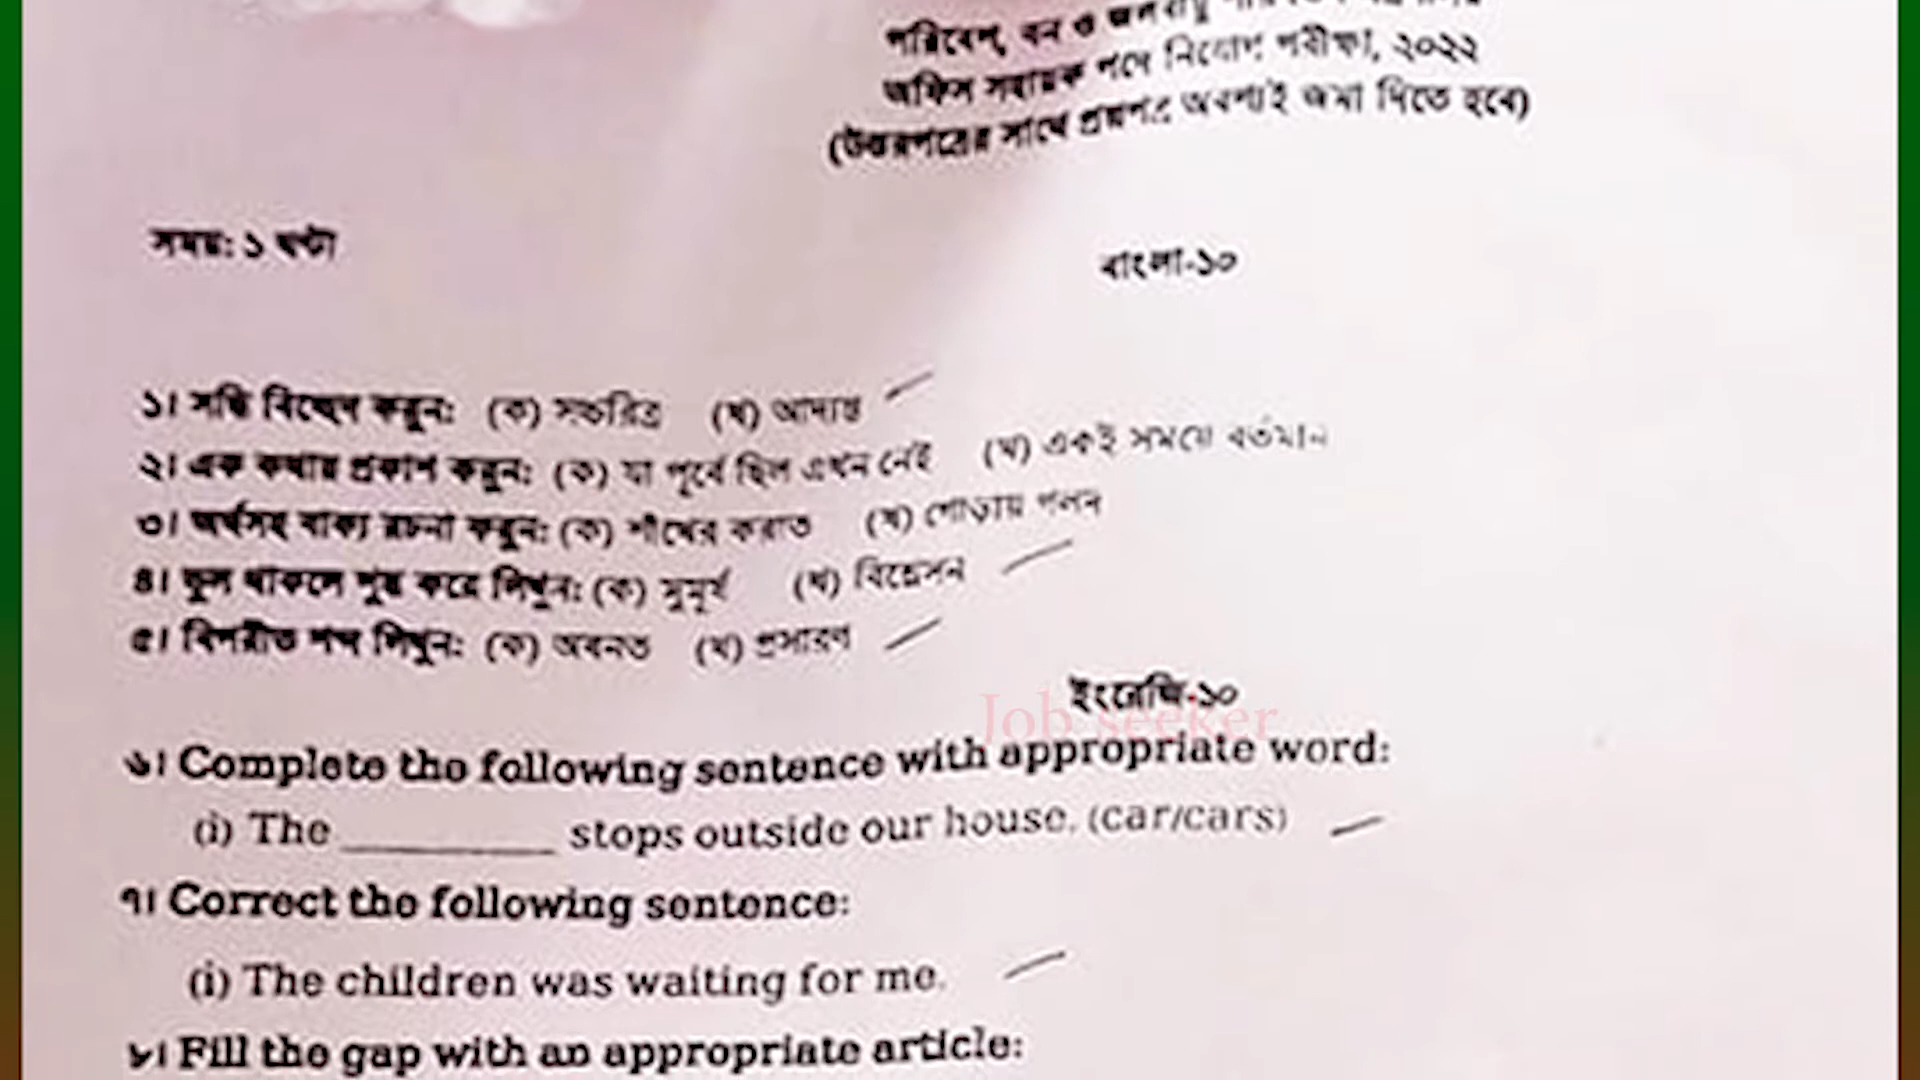 পরিবেশ, বন ও জলবায়ু
অফিস সহায়ক পদে নিয়োগ পরীক্ষা, ২০২২
(উত্তরপত্রের সাথে প্রশ্নপত্র অবশ্যই জমা দিতে হবে)
সময়: ১ ঘণ্টা
বাংলা-১০
১। সন্ধি বিচ্ছেদ করুন: (ক) সচ্চরিত্র (খ)
২। এক কথায় প্রকাশ করুন: (ক) যা পূর্বে ছিল এখন নেই (খ) একই সময়ে বর্তমান
৩। অর্থসহ বাক্য রচনা করুন: (ক) শাঁখের করাত (খ) গোড়ায় গলদ
৪। ভুল থাকলে শুদ্ধ করে লিখুন: (ক) মুমূর্ষ (খ)
৫। বিপরীত শব্দ লিখুন: (ক) অবনত (খ) প্রসারণ
ইংরেজি-১০
Job seeker
৬। Complete the following sentence with appropriate word:
(i) The ________ stops outside our house. (car/cars)
৭। Correct the following sentence:
(i) The children was waiting for me.
৮। Fill the gap with an appropriate article: